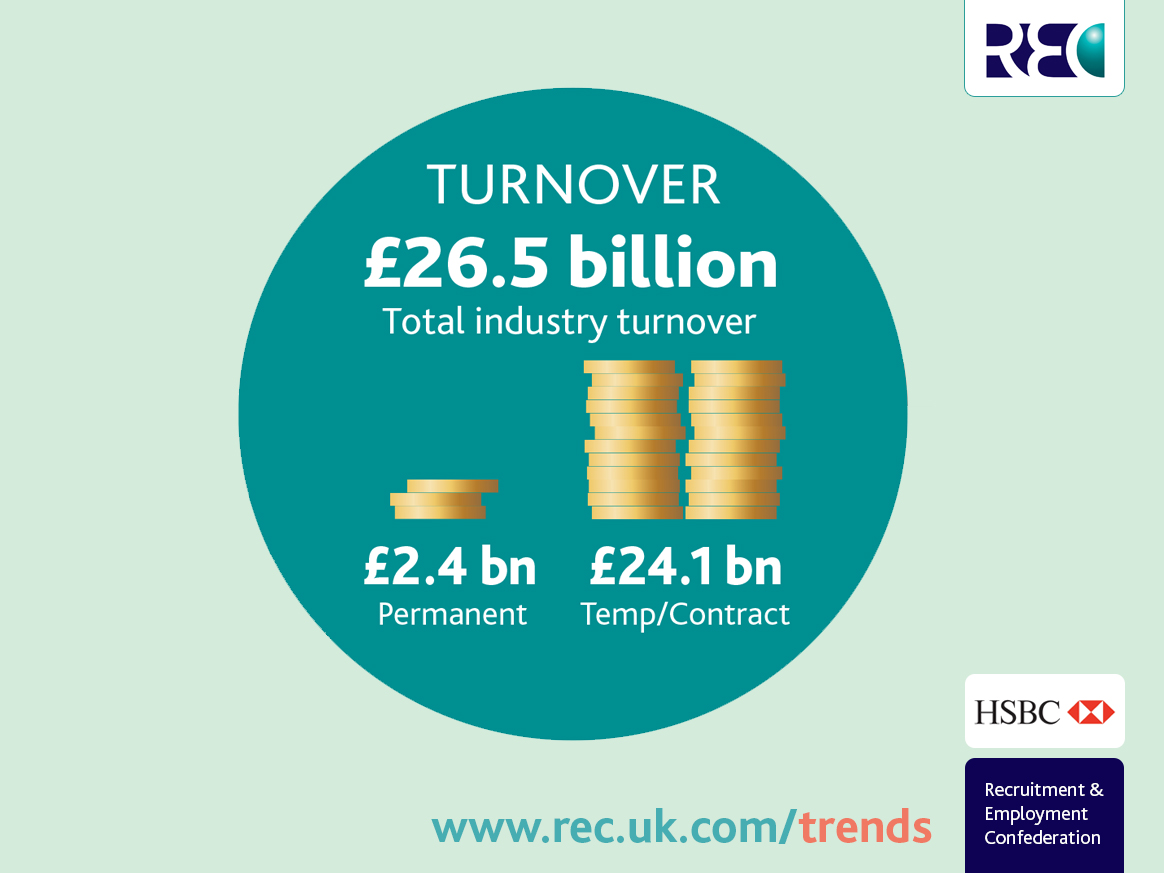 REC
TURNOVER
£26.5 billion
Total industry turnover
£2.4 bn
Permanent
£24.1 bn
Temp/Contract
HSBC
www.rec.uk.com/trends
Recruitment &
Employment
Confederation